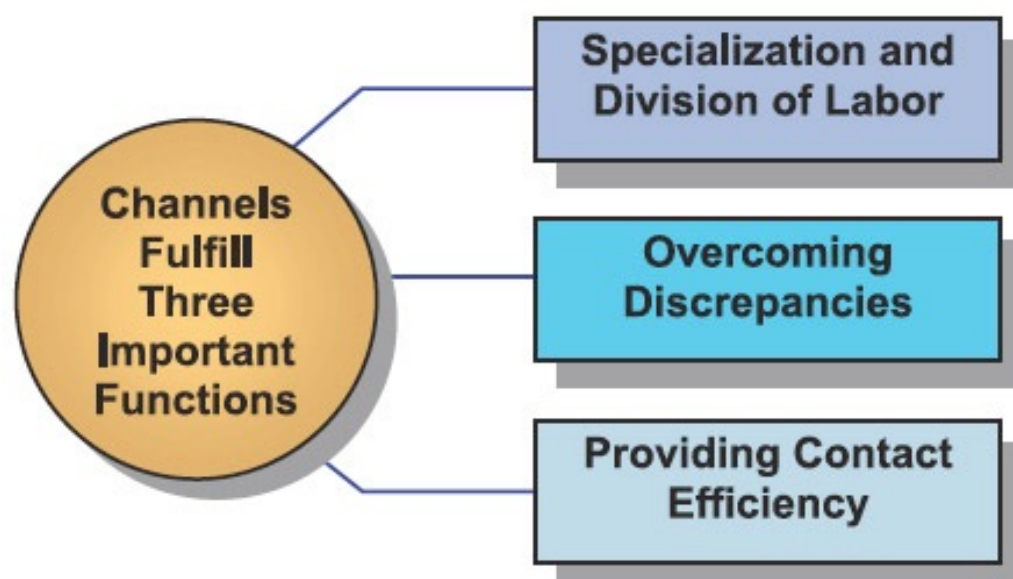 Channels
Fulfill
Three
Important
Functions
Specialization and
Division of Labor
Overcoming
Discrepancies
Providing Contact
Efficiency